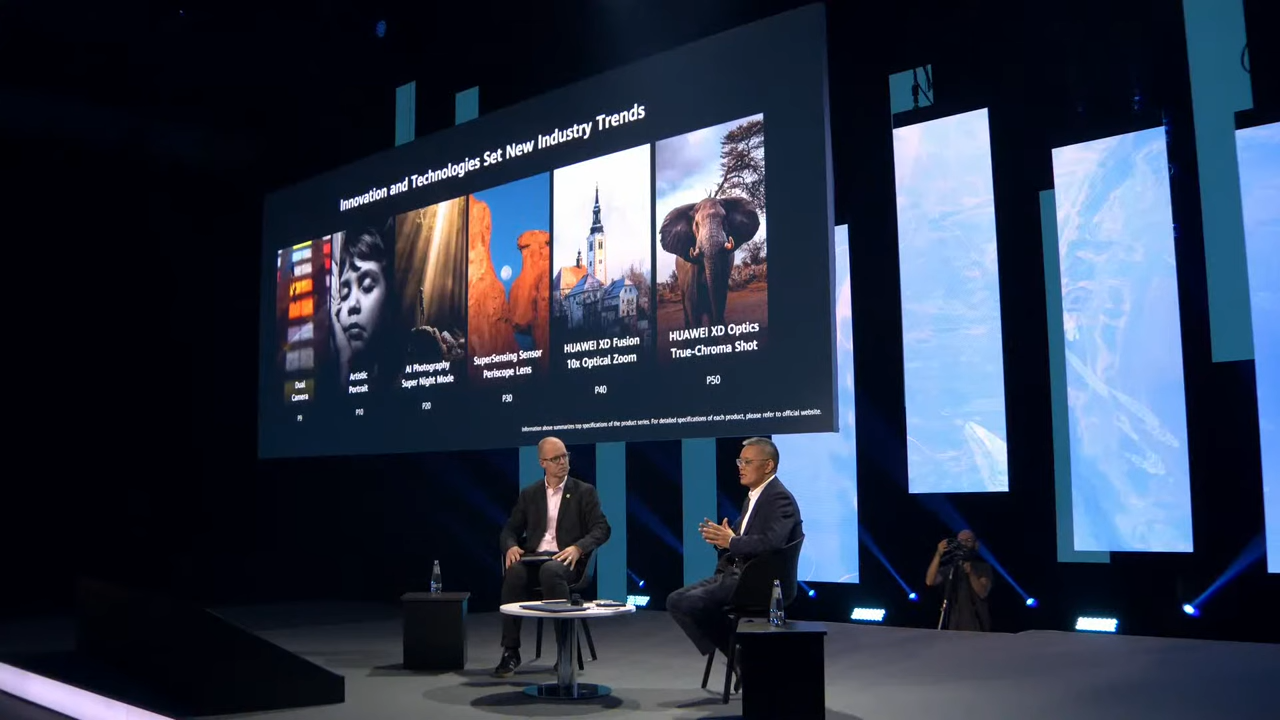 Innovation and Technologies Set New Industry Trends
Dual
Camera
P9
Artistic
Portrait
P10
AI Photography
Super Night Mode
P20
SuperSensing Sensor
Periscope Lens
P30
HUAWEI XD Fusion
10x Optical Zoom
P40
HUAWEI XD Optics
True-Chroma Shot
P50
Information above summarizes top specifications of the product series. For detailed specifications of each product, please refer to official website.